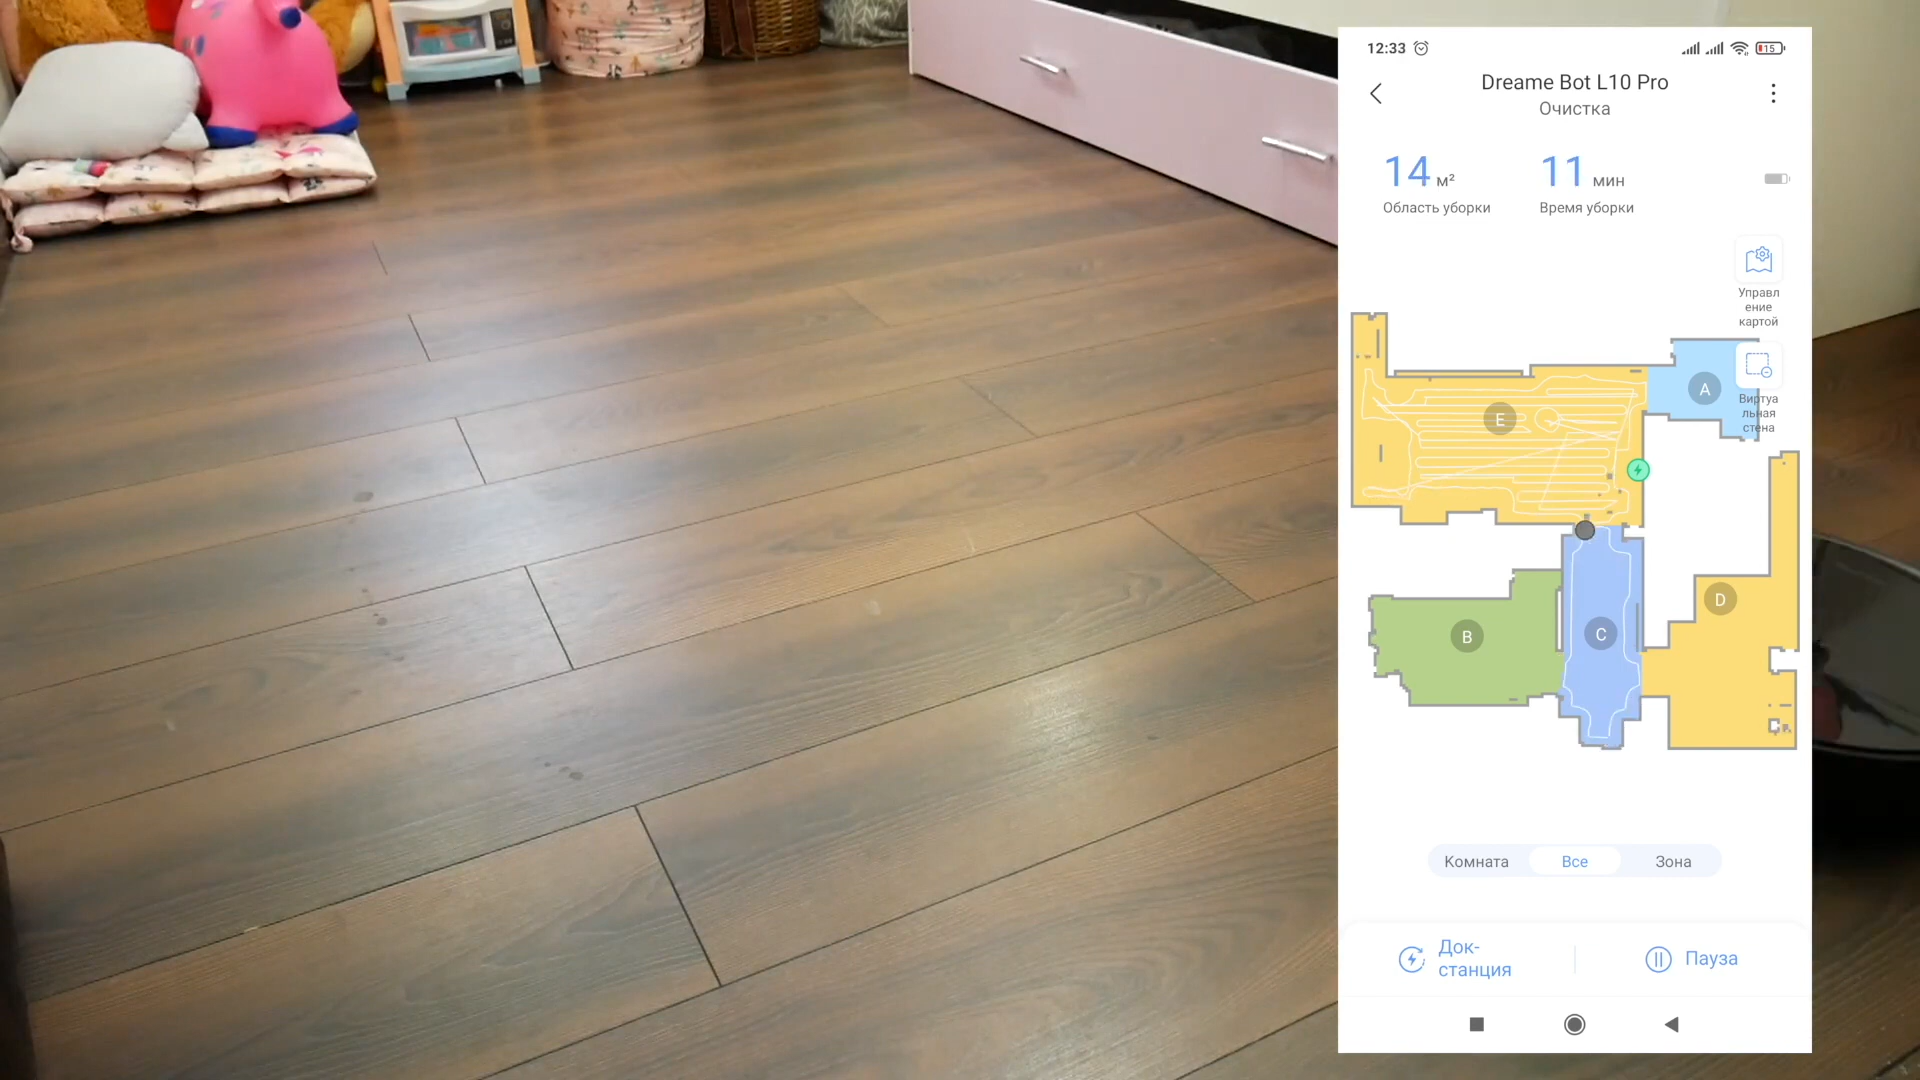 12:33
15
Dreame Bot L10 Pro
Очистка
14 м²
11 мин
Область уборки
Время уборки
Управл
ение
картой
Виртуа
льная
стена
A
E
B
C
D
Комната
Все
Зона
Док-
станция
Пауза